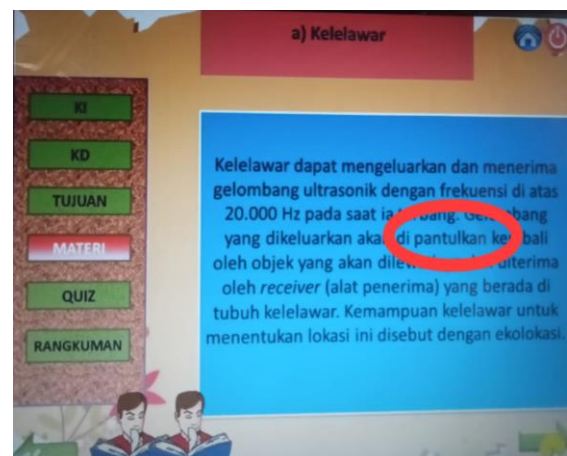 a) Kelelawar
KI
KD
TUJUAN
MATERI
QUIZ
RANGKUMAN
Kelelawar dapat mengeluarkan dan menerima
gelombang ultrasonik dengan frekuensi di atas
20.000 Hz pada saat ia
yang dikeluarkan di pantulkan
oleh objek yang akan
oleh receiver (alat penerima) yang berada di
tubuh kelelawar. Kemampuan kelelawar untuk
menentukan lokasi ini disebut dengan ekolokasi.